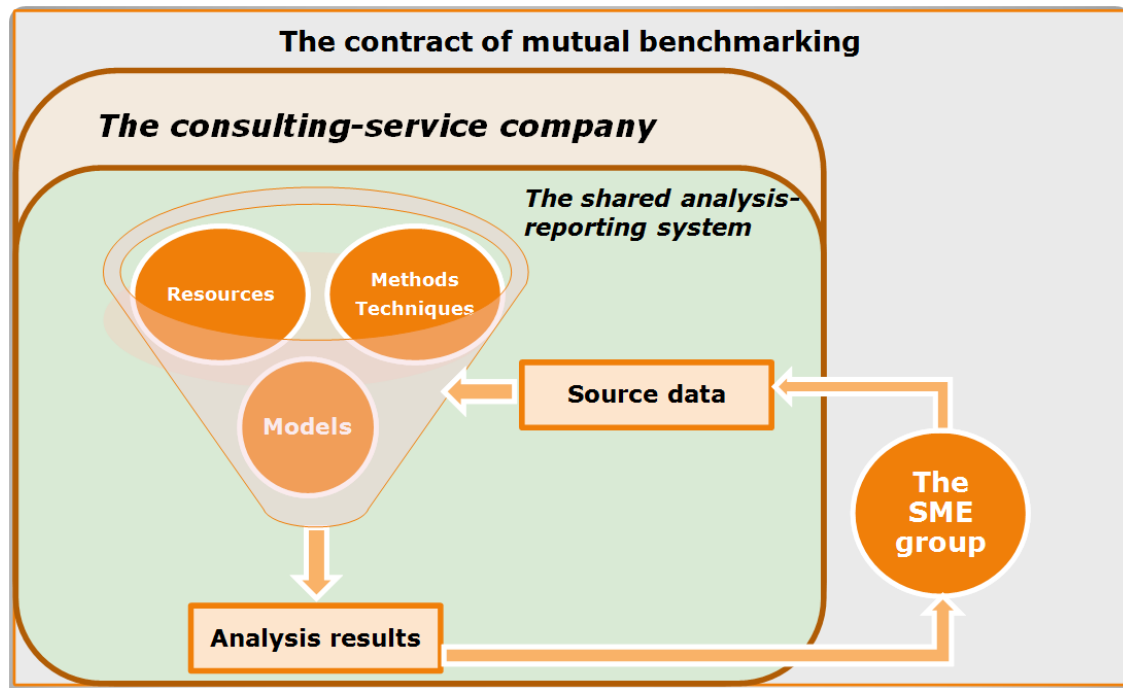 The contract of mutual benchmarking
The consulting-service company
The shared analysis-
reporting system
Resources
Methods
Techniques
Models
Source data
The
SME
group
Analysis results